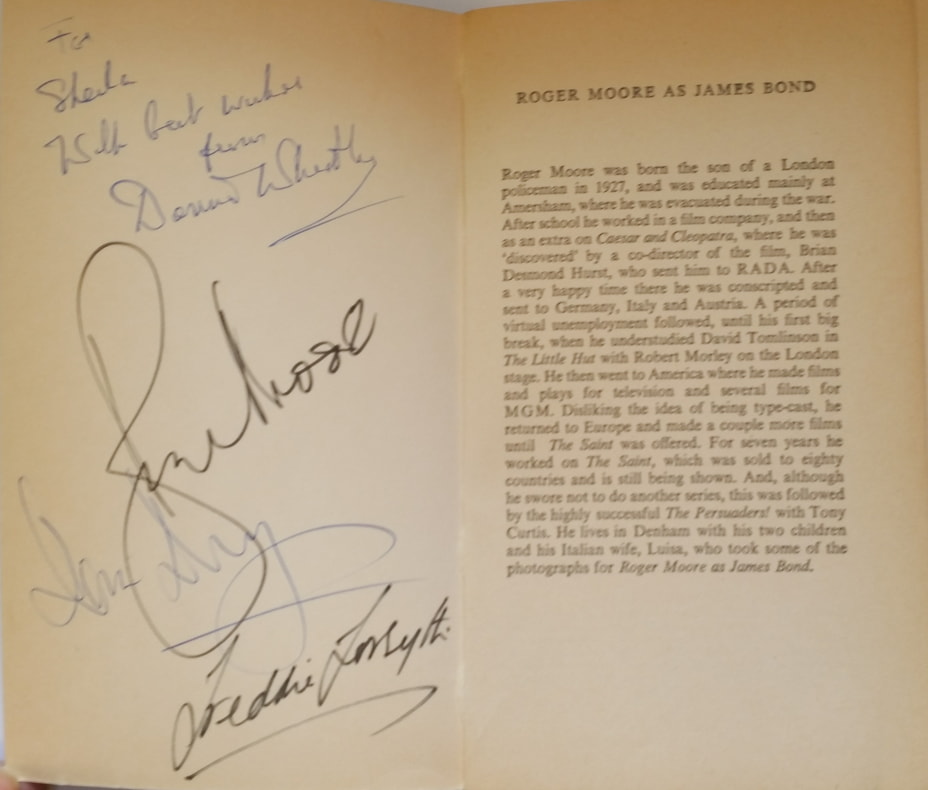 To
Sheila
With best wishes
from
Dennis Wheatley
Roger Moore
Freddie Forsyth
ROGER MOORE AS JAMES BOND
Roger Moore was born the son of a London
policeman in 1927, and was educated mainly at
Amersham, where he was evacuated during the war.
After school he worked in a film company, and then
as an extra on Caesar and Cleopatra, where he was
'discovered' by a co-director of the film, Brian
Desmond Hurst, who sent him to RADA. After
a very happy time there he was conscripted and
sent to Germany, Italy and Austria. A period of
virtual unemployment followed, until his first big
break, when he understudied David Tomlinson in
The Little Hut with Robert Morley on the London
stage. He then went to America where he made films
and plays for television and several films for
MGM. Disliking the idea of being type-cast, he
returned to Europe and made a couple more films
until The Saint was offered. For seven years he
worked on The Saint, which was sold to eighty
countries and is still being shown. And, although
he swore not to do another series, this was followed
by the highly successful The Persuaders! with Tony
Curtis. He lives in Denham with his two children
and his Italian wife, Luisa, who took some of the
photographs for Roger Moore as James Bond.